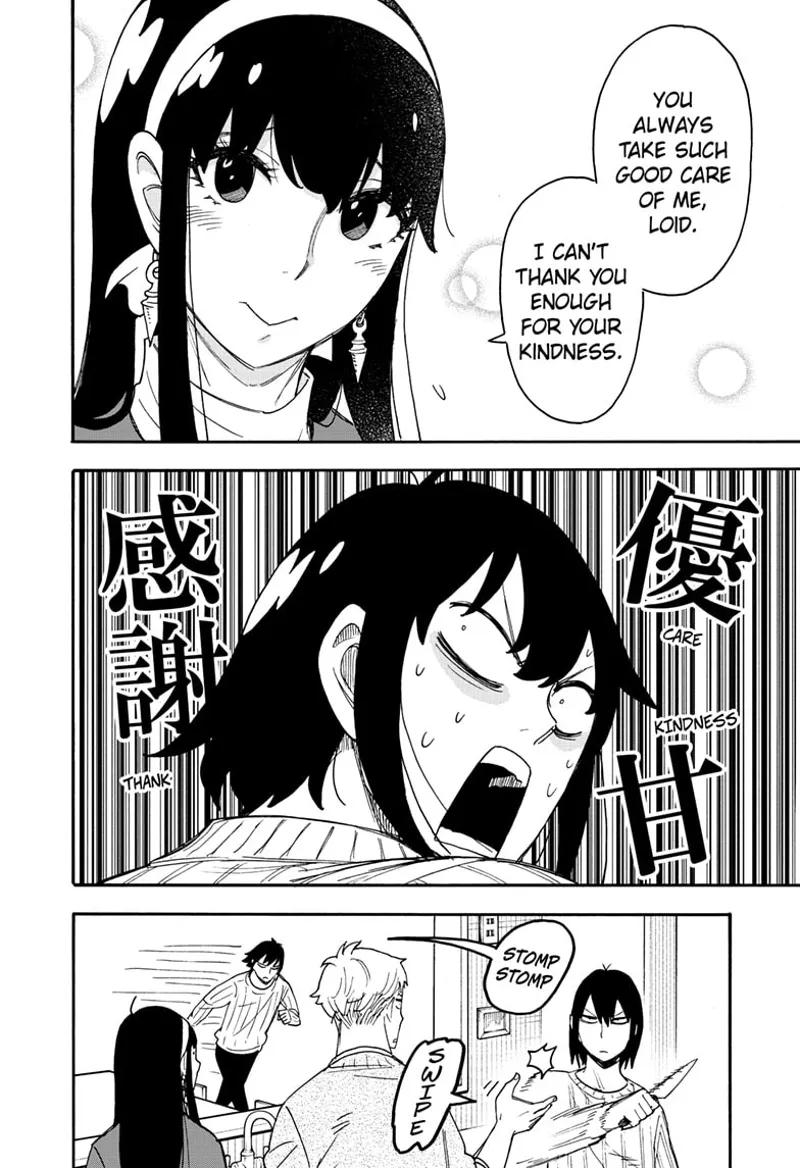 YOU
ALWAYS
TAKE SUCH
GOOD CARE
OF ME,
LOID.
I CAN'T
THANK YOU
ENOUGH
FOR YOUR
KINDNESS.
優
CARE
甘
KINDNESS
感謝
THANK
STOMP
STOMP
SWIPE